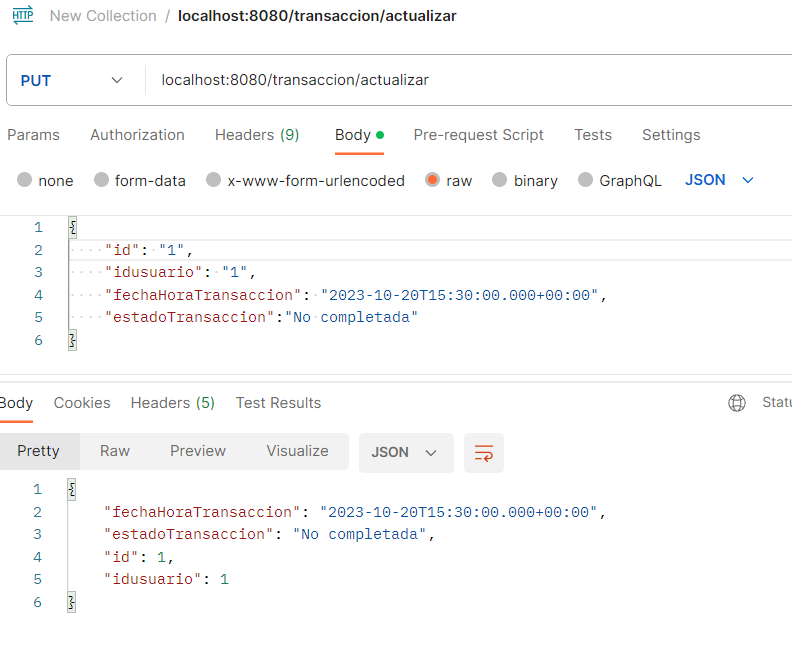 HTTP New Collection / localhost:8080/transaccion/actualizar
PUT localhost:8080/transaccion/actualizar
Params Authorization Headers (9) Body Pre-request Script Tests Settings
none form-data x-www-form-urlencoded raw binary GraphQL JSON
1 {
2 "id": "1",
3 "idusuario": "1",
4 "fechaHoraTransaccion": "2023-10-20T15:30:00.000+00:00",
5 "estadoTransaccion":"No completada"
6 }
Body Cookies Headers (5) Test Results Statu
Pretty Raw Preview Visualize JSON
1 {
2 "fechaHoraTransaccion": "2023-10-20T15:30:00.000+00:00",
3 "estadoTransaccion": "No completada",
4 "id": 1,
5 "idusuario": 1
6 }